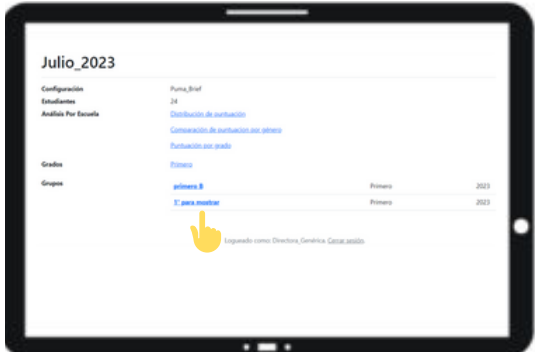 Julio_2023
Configuración Puma_Brief
Estudiantes 24
Análisis Por Escuela Distribución de puntuación
Comparación de puntuacion por género
Puntuación por grado
Grados Primero
Grupos primero B Primero 2023
1° para mostrar Primero 2023
Logueado como: Directora_Genérica. Cerrar sesión.